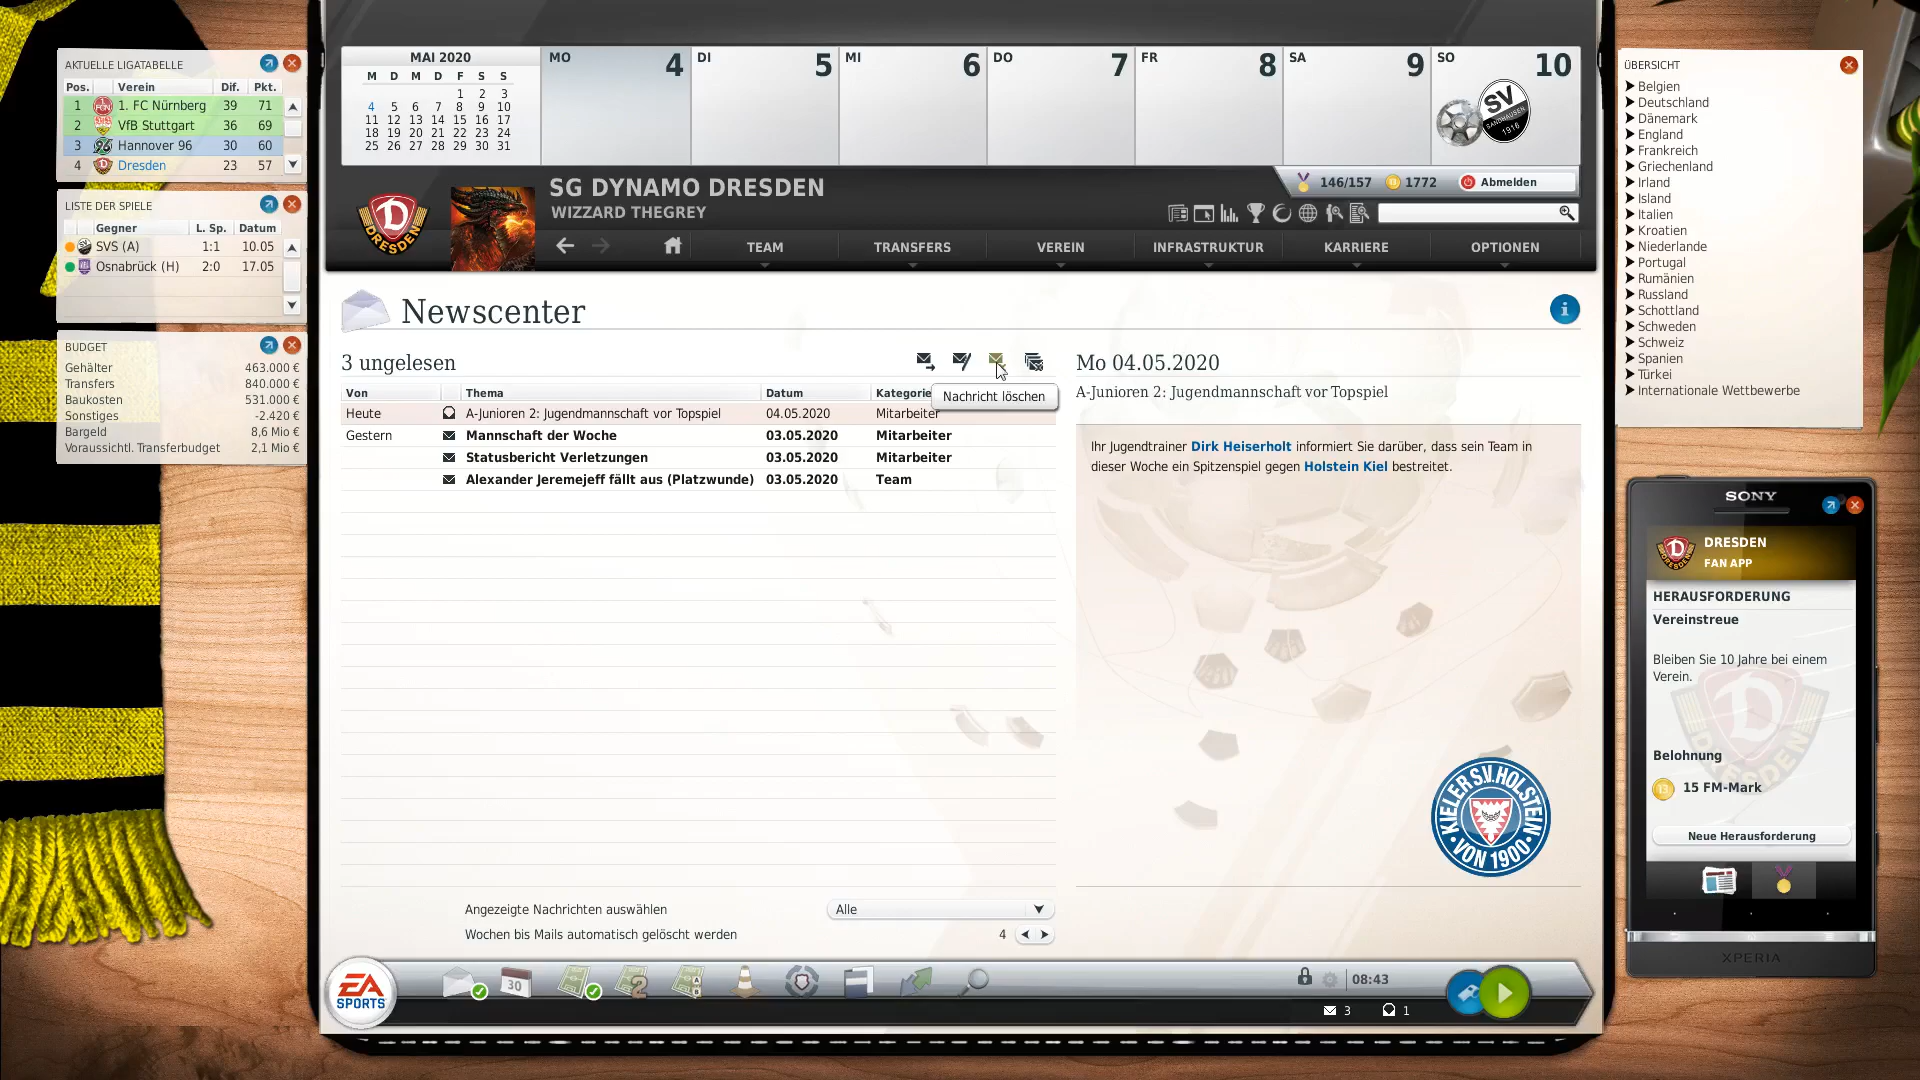 AKTUELLE LIGATABELLE
Pos. Verein Dif. Pkt.
1 1. FC Nürnberg 39 71
2 VfB Stuttgart 36 69
3 Hannover 96 30 60
4 Dresden 23 57
LISTE DER SPIELE
Gegner L. Sp. Datum
SVS (A) 1:1 10.05
Osnabrück (H) 2:0 17.05
BUDGET
Gehälter 463.000 €
Transfers 840.000 €
Baukosten 531.000 €
Sonstiges -2.420 €
Bargeld 8,6 Mio €
Voraussichtl. Transferbudget 2,1 Mio €
MAI 2020
M D M D F S S
1 2 3
4 5 6 7 8 9 10
11 12 13 14 15 16 17
18 19 20 21 22 23 24
25 26 27 28 29 30 31
MO 4
DI 5
MI 6
DO 7
FR 8
SA 9
SO 10
SV
SANDHAUSEN
1916
D
DRESDEN
SG DYNAMO DRESDEN
WIZZARD THEGREY
146/157 1772 Abmelden
TEAM TRANSFERS VEREIN INFRASTRUKTUR KARRIERE OPTIONEN
Newscenter
3 ungelesen
Nachricht löschen
Von Thema Datum Kategorie
Heute A-Junioren 2: Jugendmannschaft vor Topspiel 04.05.2020 Mitarbeiter
Gestern Mannschaft der Woche 03.05.2020 Mitarbeiter
Statusbericht Verletzungen 03.05.2020 Mitarbeiter
Alexander Jeremejeff fällt aus (Platzwunde) 03.05.2020 Team
Angezeigte Nachrichten auswählen Alle
Wochen bis Mails automatisch gelöscht werden 4
Mo 04.05.2020
A-Junioren 2: Jugendmannschaft vor Topspiel
Ihr Jugendtrainer Dirk Heiserholt informiert Sie darüber, dass sein Team in
dieser Woche ein Spitzenspiel gegen Holstein Kiel bestreitet.
KIELER S.V. HOLSTEIN
VON 1900
EA
SPORTS
30
2
08:43
3 1
ÜBERSICHT
Belgien
Deutschland
Dänemark
England
Frankreich
Griechenland
Irland
Island
Italien
Kroatien
Niederlande
Portugal
Rumänien
Russland
Schottland
Schweden
Schweiz
Spanien
Türkei
Internationale Wettbewerbe
SONY
DRESDEN
FAN APP
HERAUSFORDERUNG
Vereinstreue
Bleiben Sie 10 Jahre bei einem
Verein.
Belohnung
13 15 FM-Mark
Neue Herausforderung
XPERIA